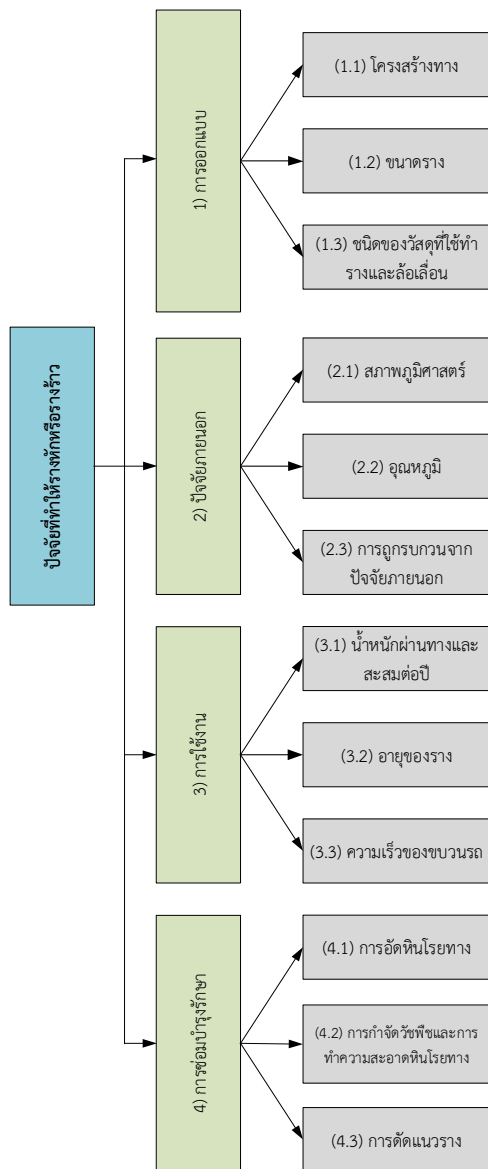 ปัจจัยที่ทำให้รางหักหรือรางร้าว
1) การออกแบบ
(1.1) โครงสร้างทาง
(1.2) ขนาดราง
(1.3) ชนิดของวัสดุที่ใช้ทำ
รางและล้อเลื่อน
2) ปัจจัยภายนอก
(2.1) สภาพภูมิศาสตร์
(2.2) อุณหภูมิ
(2.3) การถูกรบกวนจาก
ปัจจัยภายนอก
3) การใช้งาน
(3.1) น้ำหนักผ่านทางและ
สะสมต่อปี
(3.2) อายุของราง
(3.3) ความเร็วของขบวนรถ
4) การซ่อมบำรุงรักษา
(4.1) การอัดหินโรยทาง
(4.2) การกำจัดวัชพืชและการ
ทำความสะอาดหินโรยทาง
(4.3) การดัดแนวราง